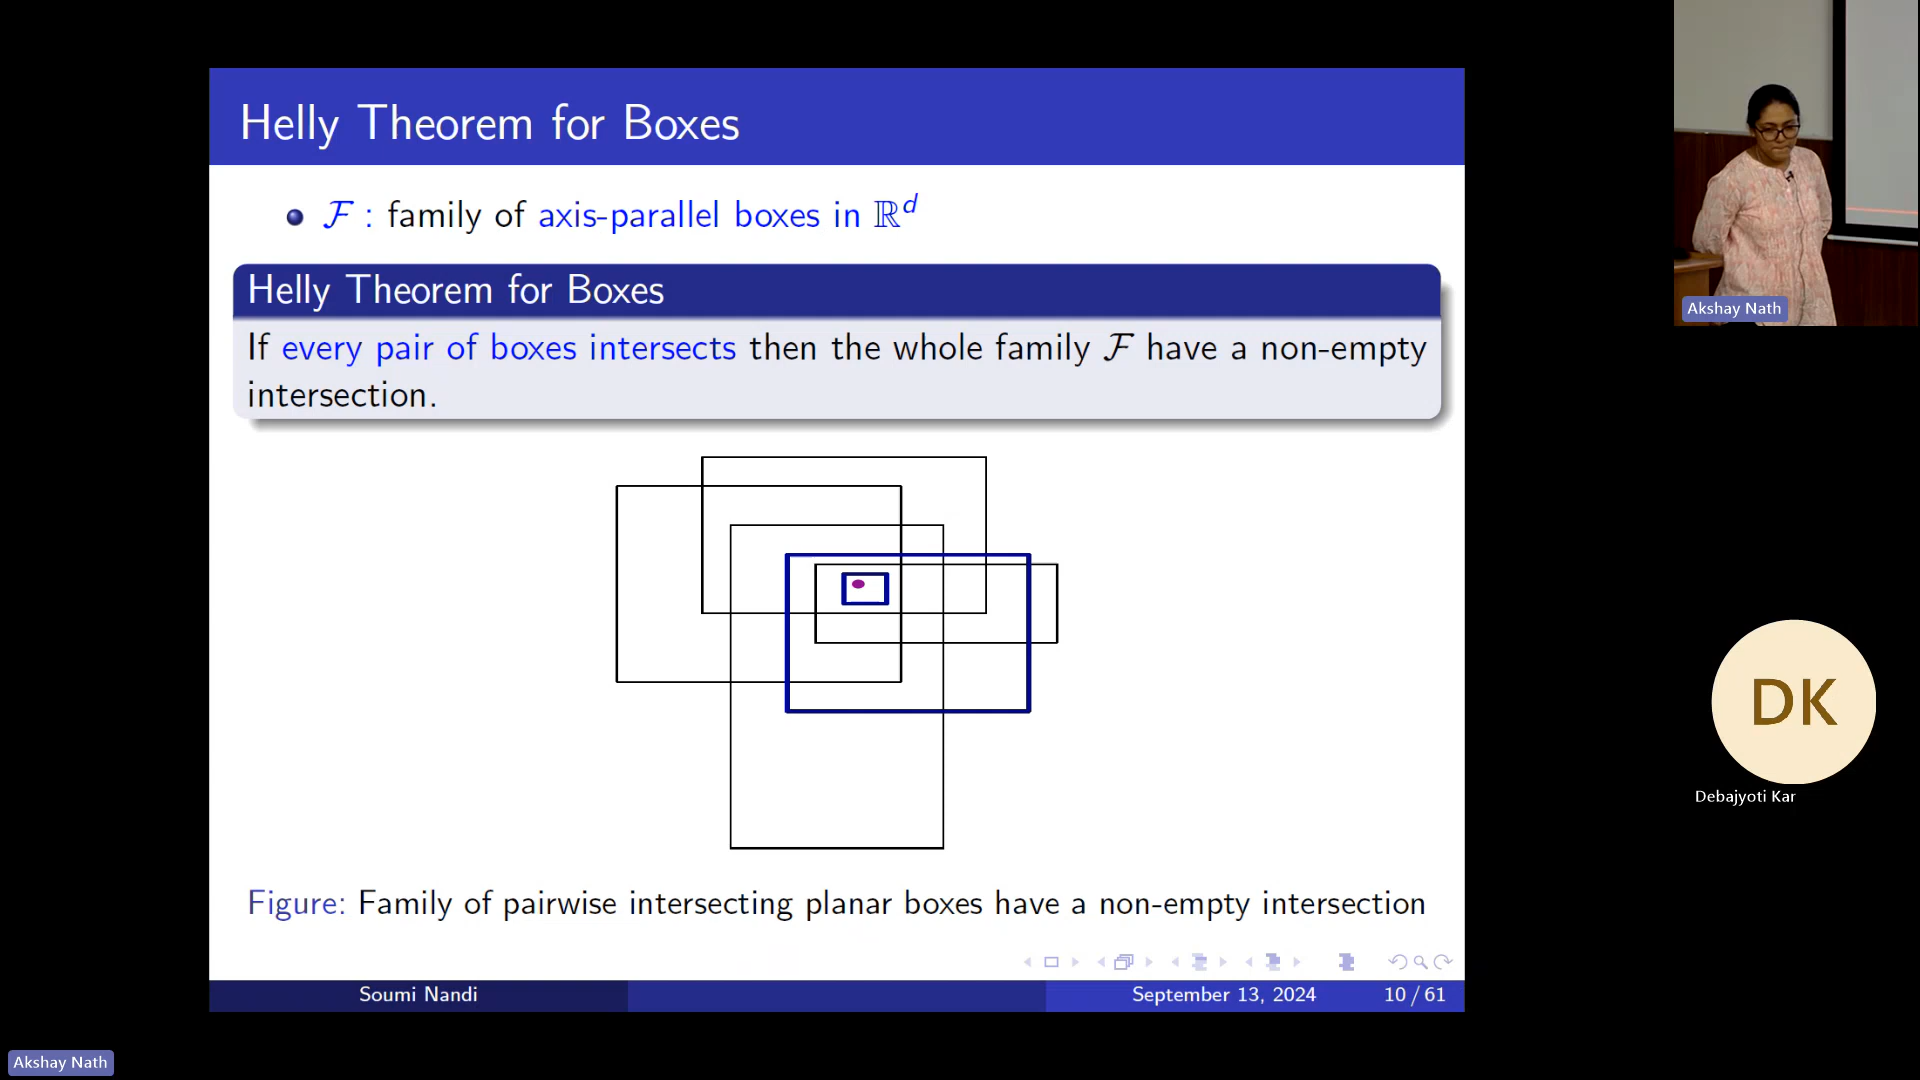 Helly Theorem for Boxes
ℱ : family of axis-parallel boxes in ℝᵈ
Helly Theorem for Boxes
If every pair of boxes intersects then the whole family ℱ have a non-empty
intersection.
Figure: Family of pairwise intersecting planar boxes have a non-empty intersection
Soumi Nandi
September 13, 2024
10 / 61
Akshay Nath
DK
Debajyoti Kar
Akshay Nath